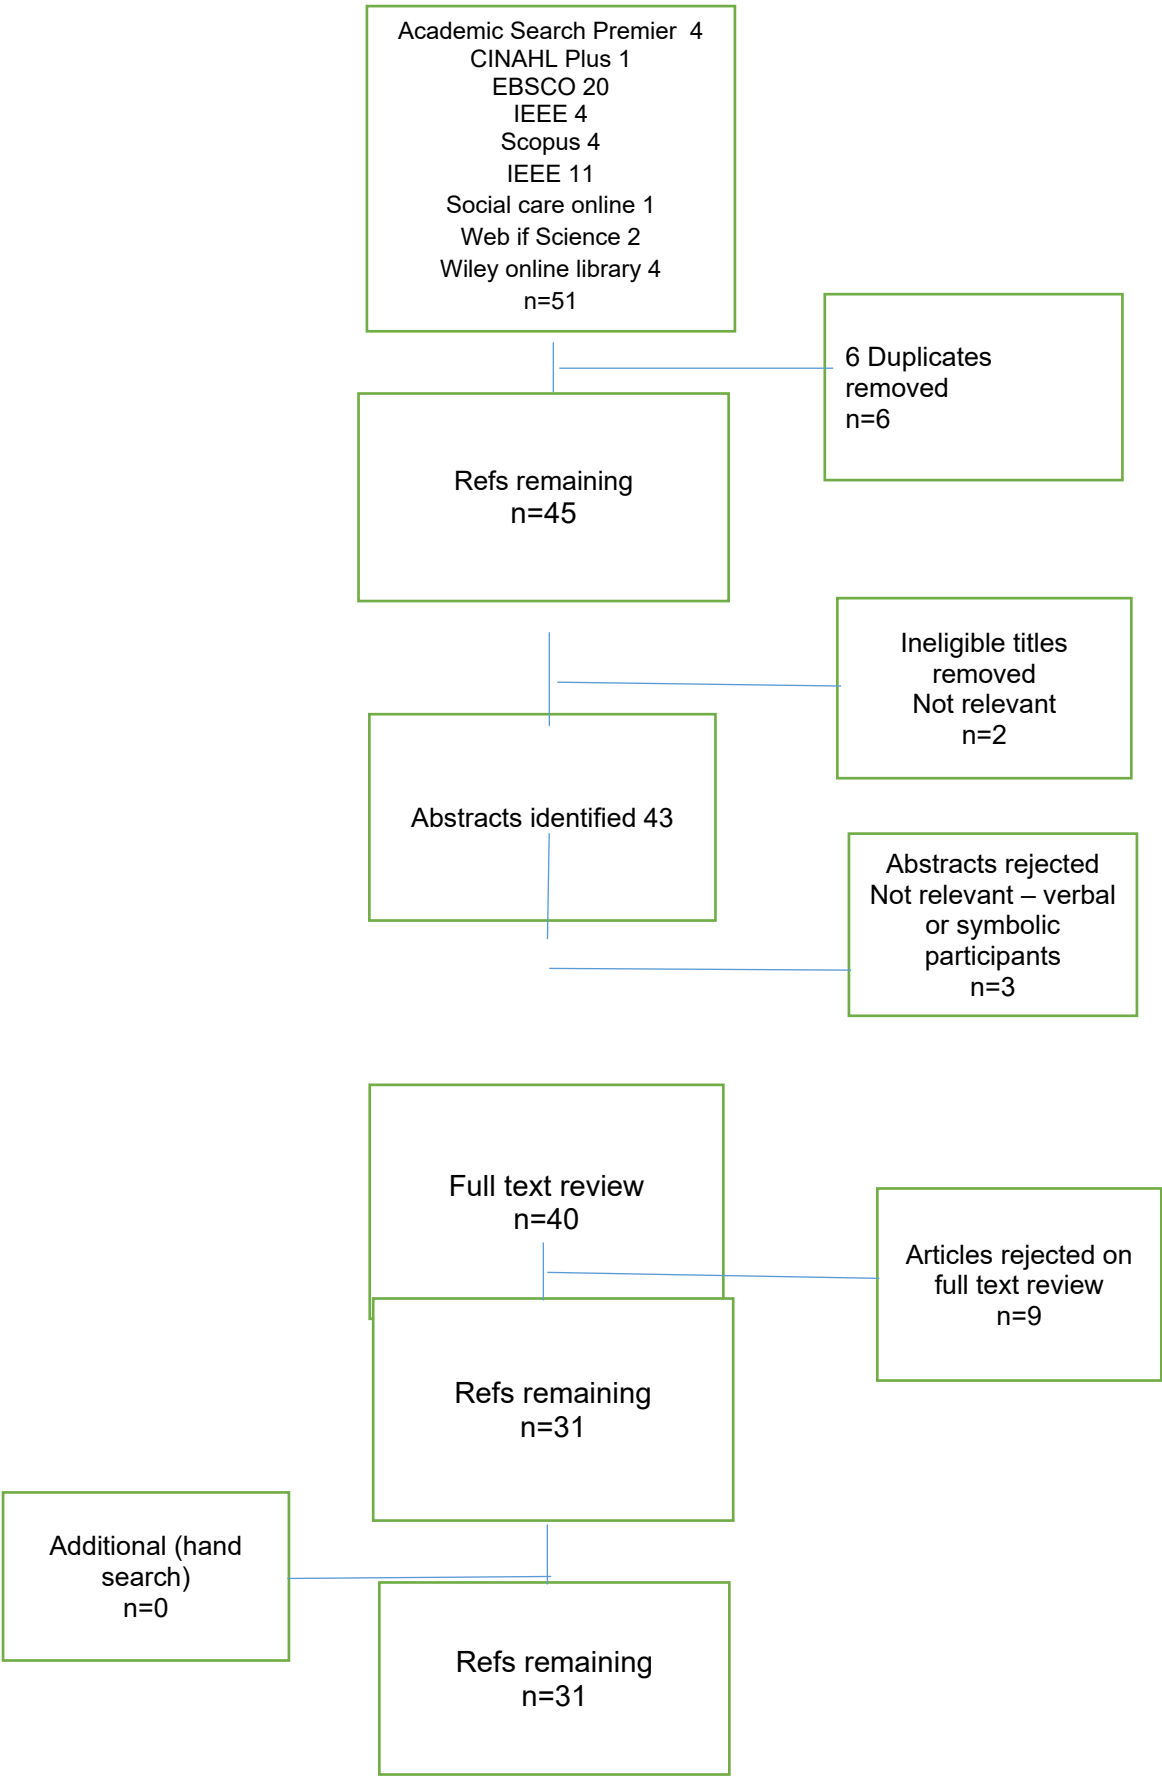 Academic Search Premier  4
CINAHL Plus 1
EBSCO 20
IEEE 4
Scopus 4
IEEE 11
Social care online 1
Web if Science 2
Wiley online library 4
n=51
6 Duplicates
removed
n=6
Refs remaining
n=45
Ineligible titles
removed
Not relevant
n=2
Abstracts identified 43
Abstracts rejected
Not relevant – verbal
or symbolic
participants
n=3
Full text review
n=40
Articles rejected on
full text review
n=9
Refs remaining
n=31
Additional (hand
search)
n=0
Refs remaining
n=31